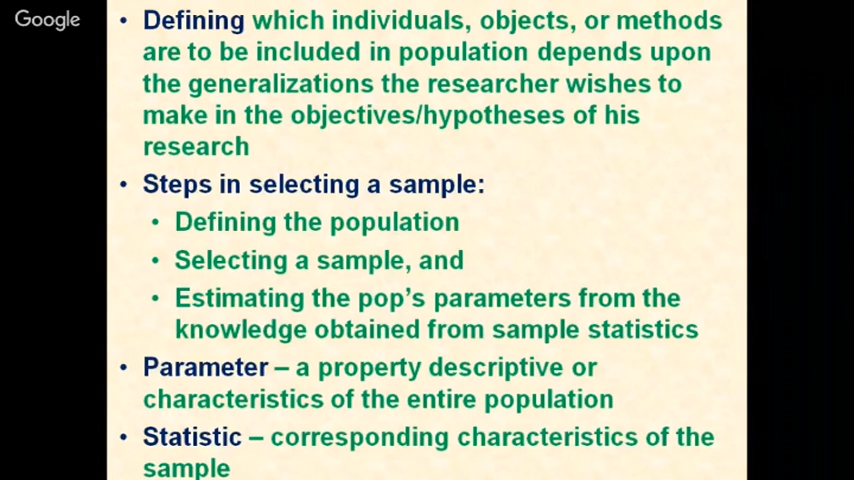 Google
• Defining which individuals, objects, or methods
are to be included in population depends upon
the generalizations the researcher wishes to
make in the objectives/hypotheses of his
research
• Steps in selecting a sample:
• Defining the population
• Selecting a sample, and
• Estimating the pop's parameters from the
knowledge obtained from sample statistics
• Parameter – a property descriptive or
characteristics of the entire population
• Statistic – corresponding characteristics of the
sample